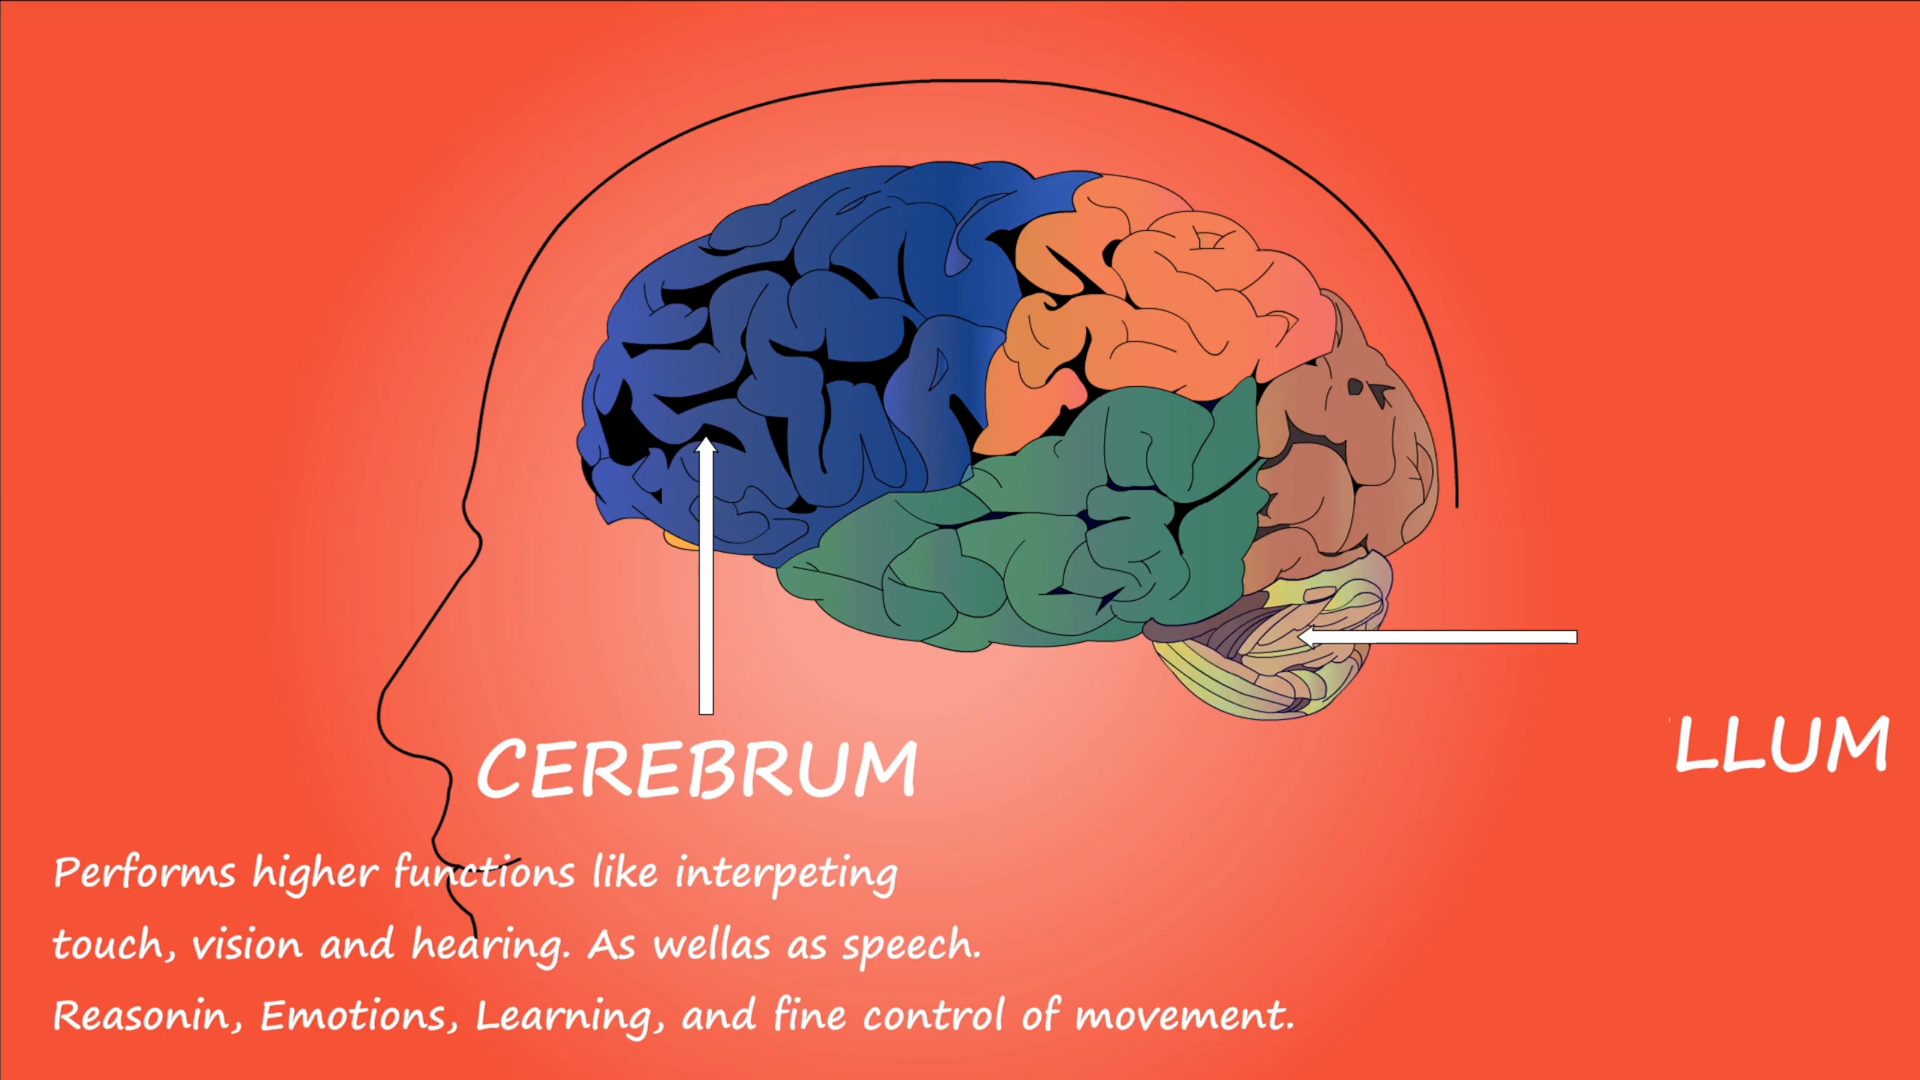 LLUM
CEREBRUM
Performs higher functions like interpeting
touch, vision and hearing. As wellas as speech.
Reasonin, Emotions, Learning, and fine control of movement.